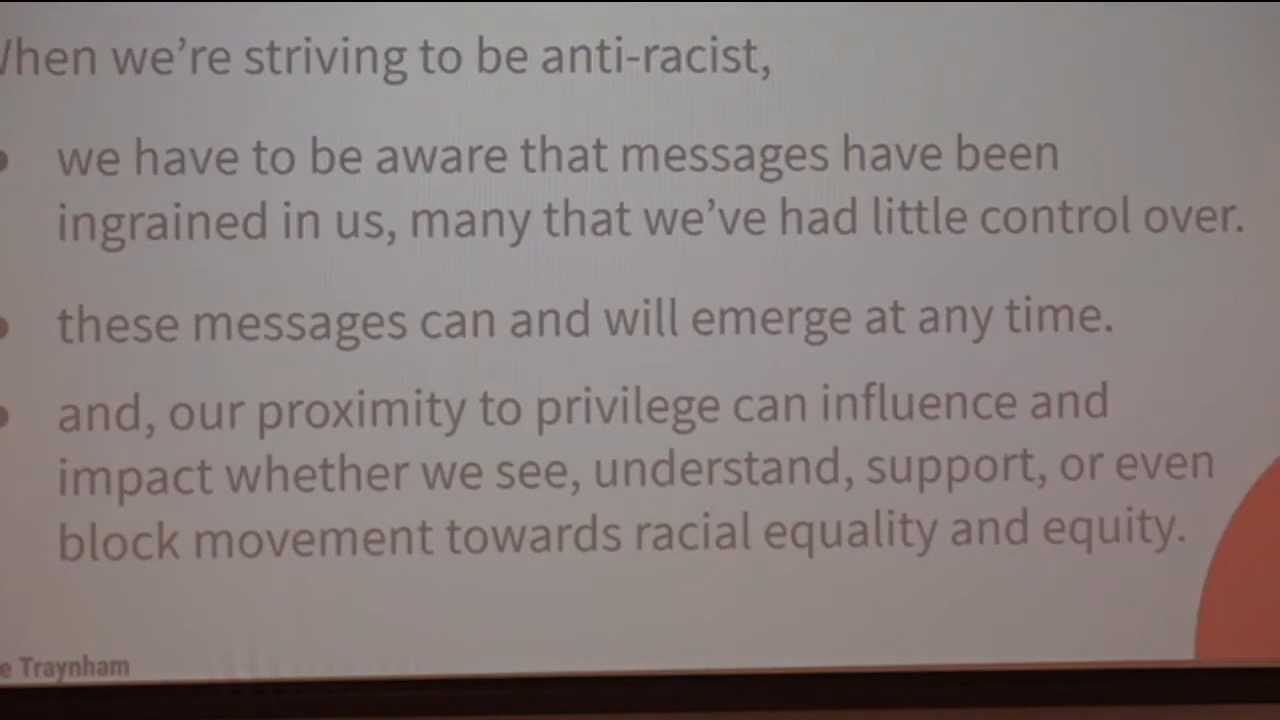 When we're striving to be anti-racist,
we have to be aware that messages have been
ingrained in us, many that we've had little control over.
these messages can and will emerge at any time.
and, our proximity to privilege can influence and
impact whether we see, understand, support, or even
block movement towards racial equality and equity.
Traynham